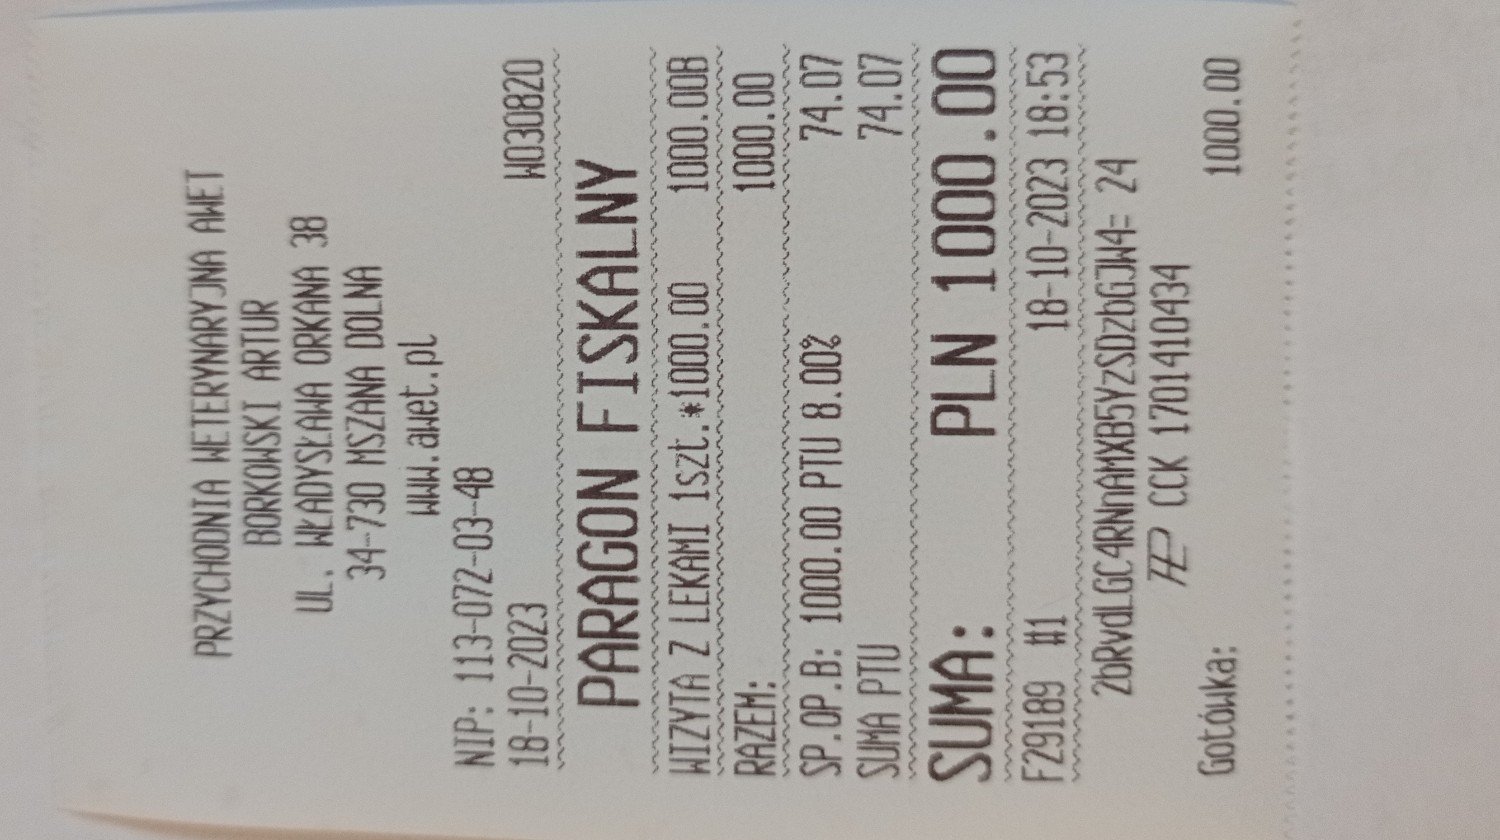 PRZYCHODNIA WETERYNARYJNA AWET
BORKOWSKI ARTUR
UL. WŁADYSŁAWA ORKANA 38
34-730 MSZANA DOLNA
www.awet.pl
NIP: 113-072-03-48
18-10-2023 W030820
PARAGON FISKALNY
WIZYTA Z LEKAMI 1szt.*1000.00 1000.00B
RAZEM: 1000.00
SP.OP.B: 1000.00 PTU 8.00% 74.07
SUMA PTU 74.07
SUMA: PLN 1000.00
F29189 #1 18-10-2023 18:53
2bRvdLGC4RNnAMXB5YzSDzbGJW4= 24
CCK 1701410434
Gotówka: 1000.00